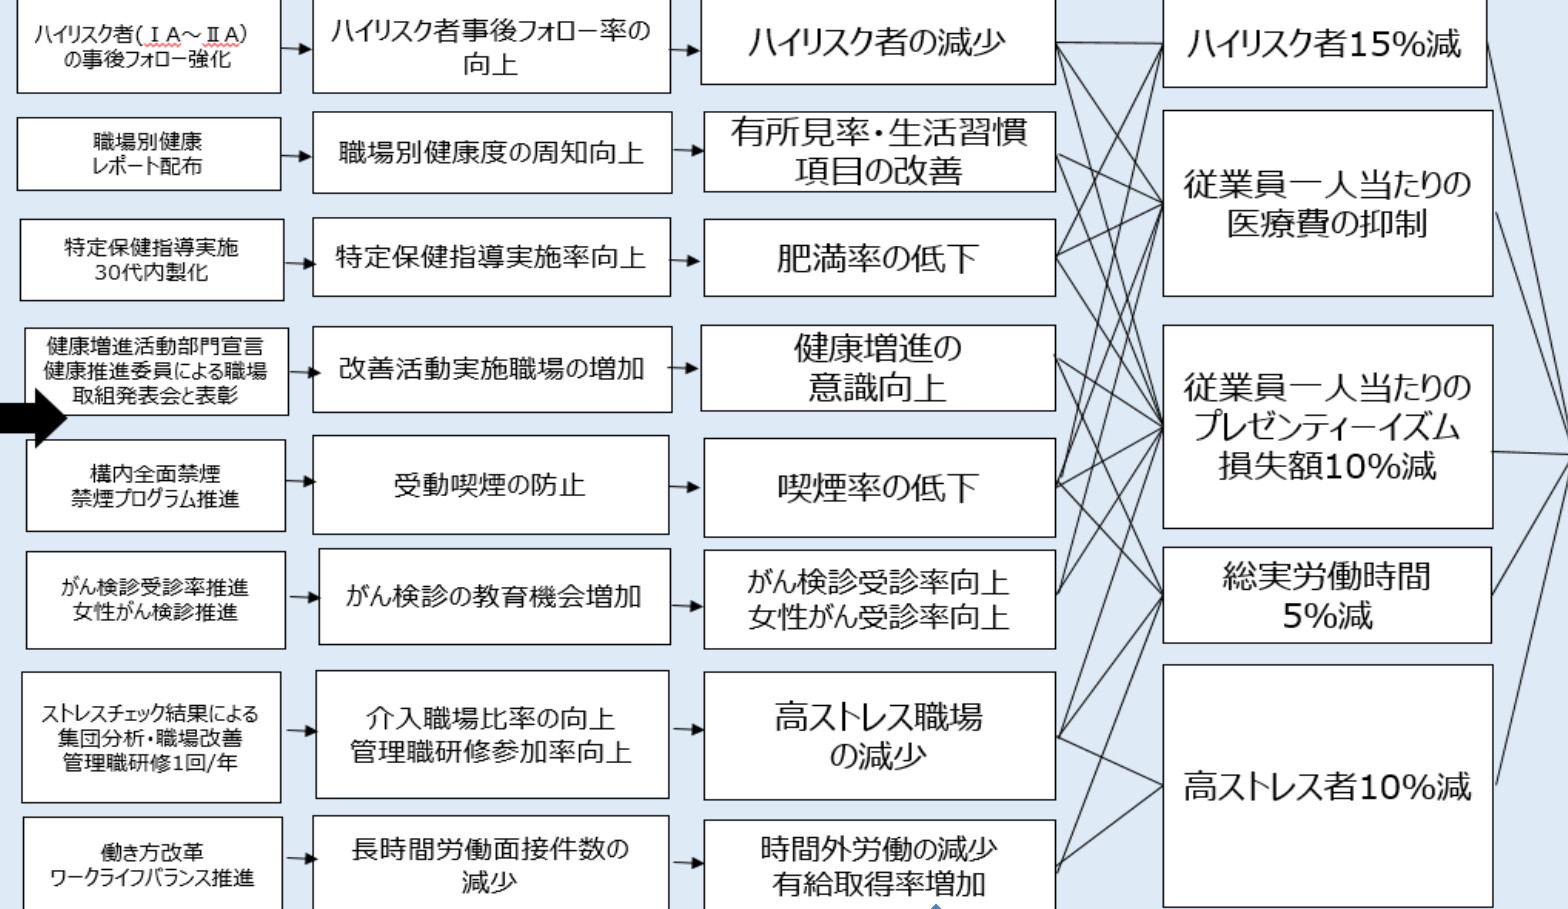 ハイリスク者(ⅠA～ⅡA)
の事後フォロー強化
ハイリスク者事後フォロー率の
向上
ハイリスク者の減少
ハイリスク者15%減
職場別健康
レポート配布
職場別健康度の周知向上
有所見率・生活習慣
項目の改善
従業員一人当たりの
医療費の抑制
特定保健指導実施
30代内製化
特定保健指導実施率向上
肥満率の低下
健康増進活動部門宣言
健康推進委員による職場
取組発表会と表彰
改善活動実施職場の増加
健康増進の
意識向上
従業員一人当たりの
プレゼンティーイズム
損失額10%減
構内全面禁煙
禁煙プログラム推進
受動喫煙の防止
喫煙率の低下
がん検診受診率推進
女性がん検診推進
がん検診の教育機会増加
がん検診受診率向上
女性がん受診率向上
総実労働時間
5%減
ストレスチェック結果による
集団分析・職場改善
管理職研修1回/年
介入職場比率の向上
管理職研修参加率向上
高ストレス職場
の減少
高ストレス者10%減
働き方改革
ワークライフバランス推進
長時間労働面接件数の
減少
時間外労働の減少
有給取得率増加